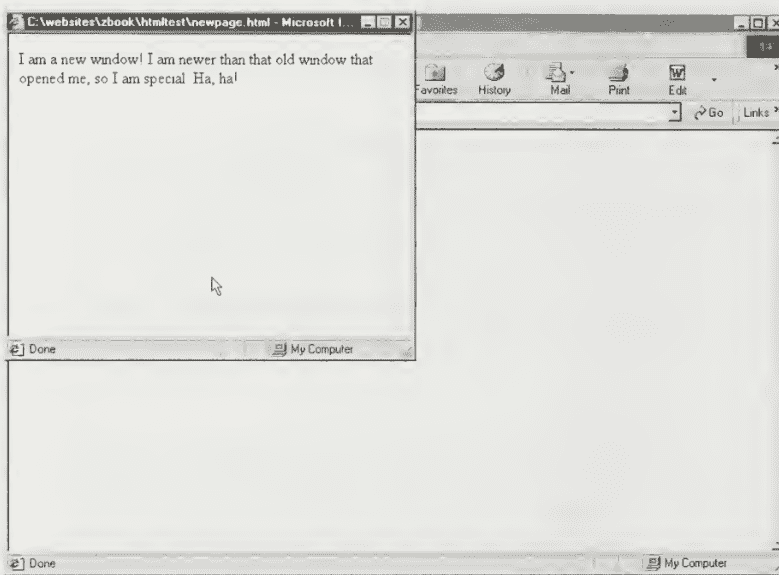 C:\websites\zbook\htmltest\newpage.html - Microsoft I...
I am a new window! I am newer than that old window that
opened me, so I am special Ha, ha!
Favorites History Mail Print Edit
Go Links
Done My Computer
Done My Computer